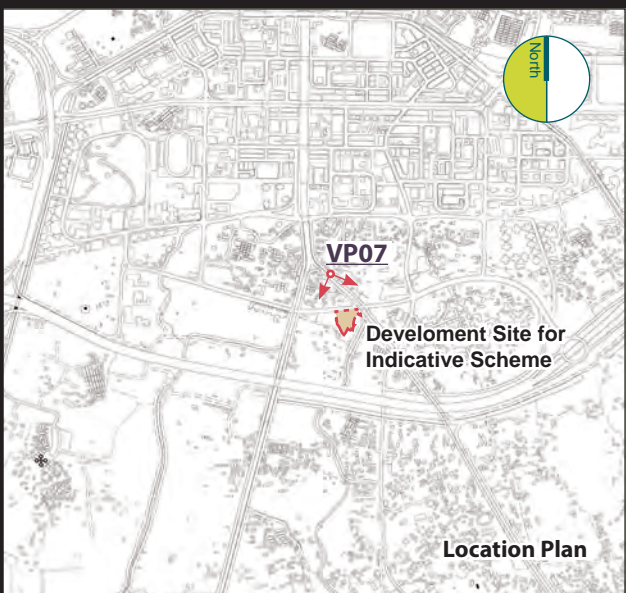 North
VP07
Develoment Site for
Indicative Scheme
Location Plan